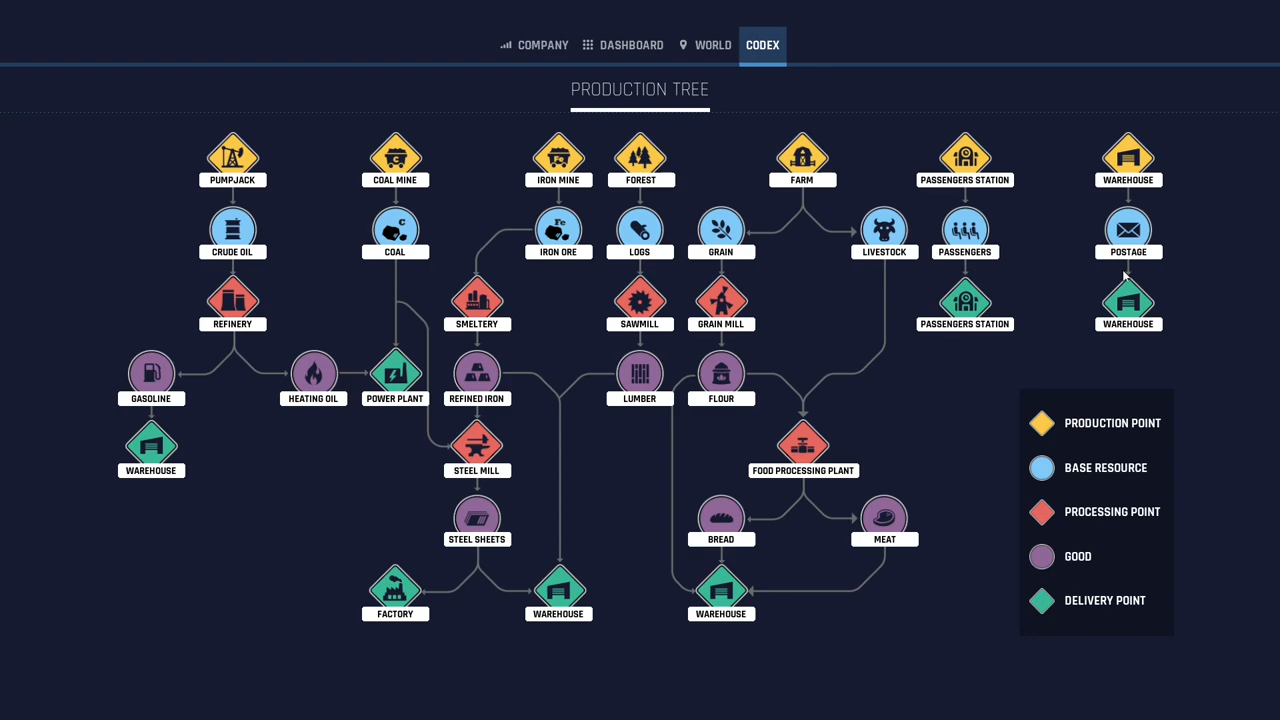 COMPANY DASHBOARD WORLD CODEX
PRODUCTION TREE
PUMPJACK COAL MINE IRON MINE FOREST FARM PASSENGERS STATION WAREHOUSE
C Fe
C Fe
CRUDE OIL COAL IRON ORE LOGS GRAIN LIVESTOCK PASSENGERS POSTAGE
REFINERY SMELTERY SAWMILL GRAIN MILL PASSENGERS STATION WAREHOUSE
GASOLINE HEATING OIL POWER PLANT REFINED IRON LUMBER FLOUR
PRODUCTION POINT
WAREHOUSE STEEL MILL FOOD PROCESSING PLANT
BASE RESOURCE
PROCESSING POINT
STEEL SHEETS BREAD MEAT
GOOD
DELIVERY POINT
FACTORY WAREHOUSE WAREHOUSE